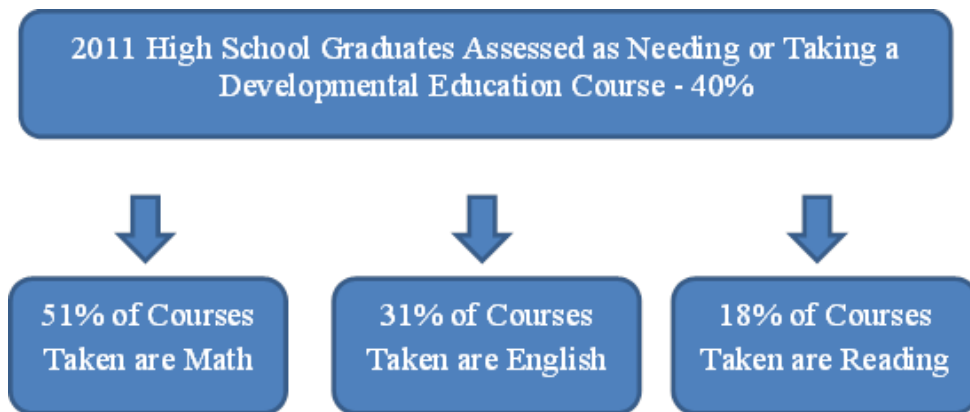 2011 High School Graduates Assessed as Needing or Taking a
Developmental Education Course - 40%
51% of Courses
Taken are Math
31% of Courses
Taken are English
18% of Courses
Taken are Reading